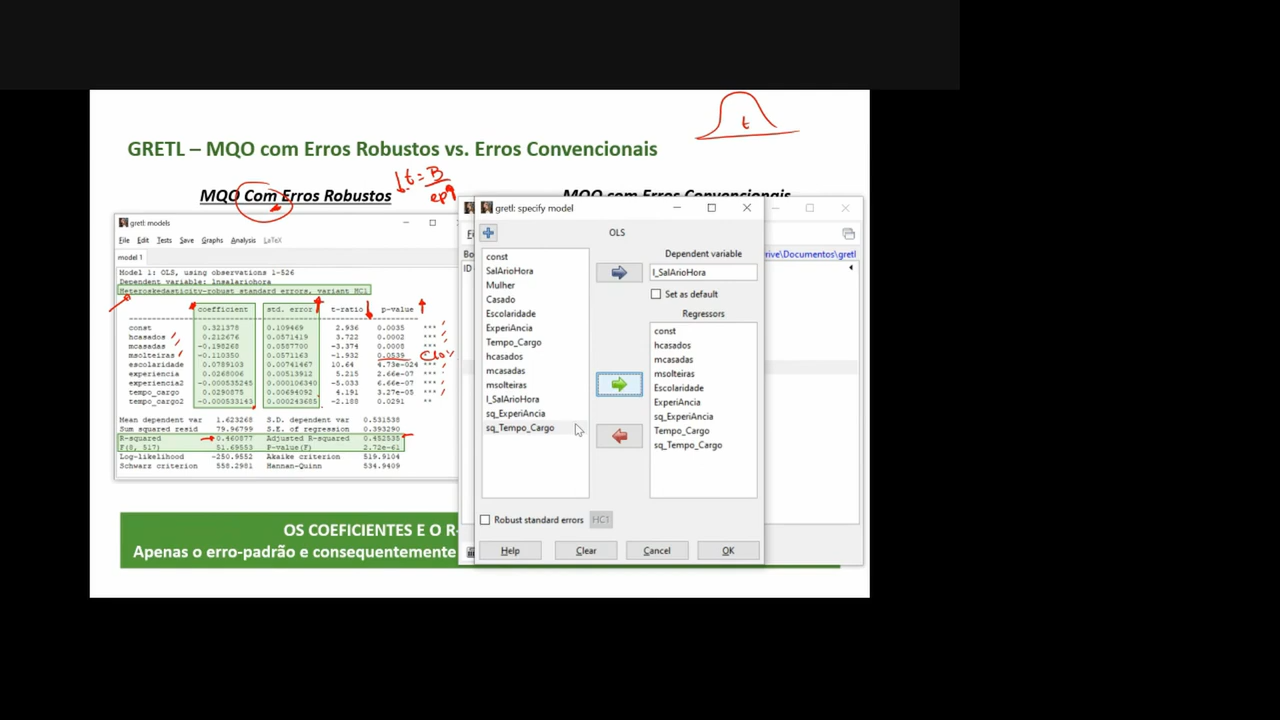 t
GRETL – MQO com Erros Robustos vs. Erros Convencionais
MQO Com Erros Robustos
t = B
ep
MQO com Erros Convencionais
gretl: models
File Edit Tests Save Graphs Analysis LaTeX
model 1
Model 1: OLS, using observations 1-526
Dependent variable: lnsalariohora
Heteroskedasticity-robust standard errors, variant HC1
coefficient std. error t-ratio p-value
const 0.321378 0.109469 2.936 0.0035 ***
hcasados 0.212676 0.0571419 3.722 0.0002 ***
mcasadas -0.198268 0.0587700 -3.374 0.0008 ***
msolteiras -0.110350 0.0571163 -1.932 0.0539
escolaridade 0.0789103 0.00741467 10.64 4.73e-024 ***
experiencia 0.0268006 0.00513912 5.215 2.66e-07 ***
experiencia2 -0.000535245 0.000106340 -5.033 6.66e-07 ***
tempo_cargo 0.0290875 0.00694092 4.191 3.27e-05 ***
tempo_cargo2 -0.000533143 0.000243685 -2.188 0.0291 **
Mean dependent var 1.623268 S.D. dependent var 0.531538
Sum squared resid 79.96799 S.E. of regression 0.393290
R-squared 0.460877 Adjusted R-squared 0.452535
F(8, 517) 51.69553 P-value(F) 2.72e-61
Log-likelihood -250.9552 Akaike criterion 519.9104
Schwarz criterion 558.2981 Hannan-Quinn 534.9409
OS COEFICIENTES E O R-
Apenas o erro-padrão e consequentemente
rive\Documentos\gretl
ID
gretl: specify model
OLS
const
SalArioHora
Mulher
Casado
Escolaridade
ExperiAncia
Tempo_Cargo
hcasados
mcasadas
msolteiras
l_SalArioHora
sq_ExperiAncia
sq_Tempo_Cargo
Dependent variable
l_SalArioHora
Set as default
Regressors
const
hcasados
mcasadas
msolteiras
Escolaridade
ExperiAncia
sq_ExperiAncia
Tempo_Cargo
sq_Tempo_Cargo
Robust standard errors HC1
Help Clear Cancel OK